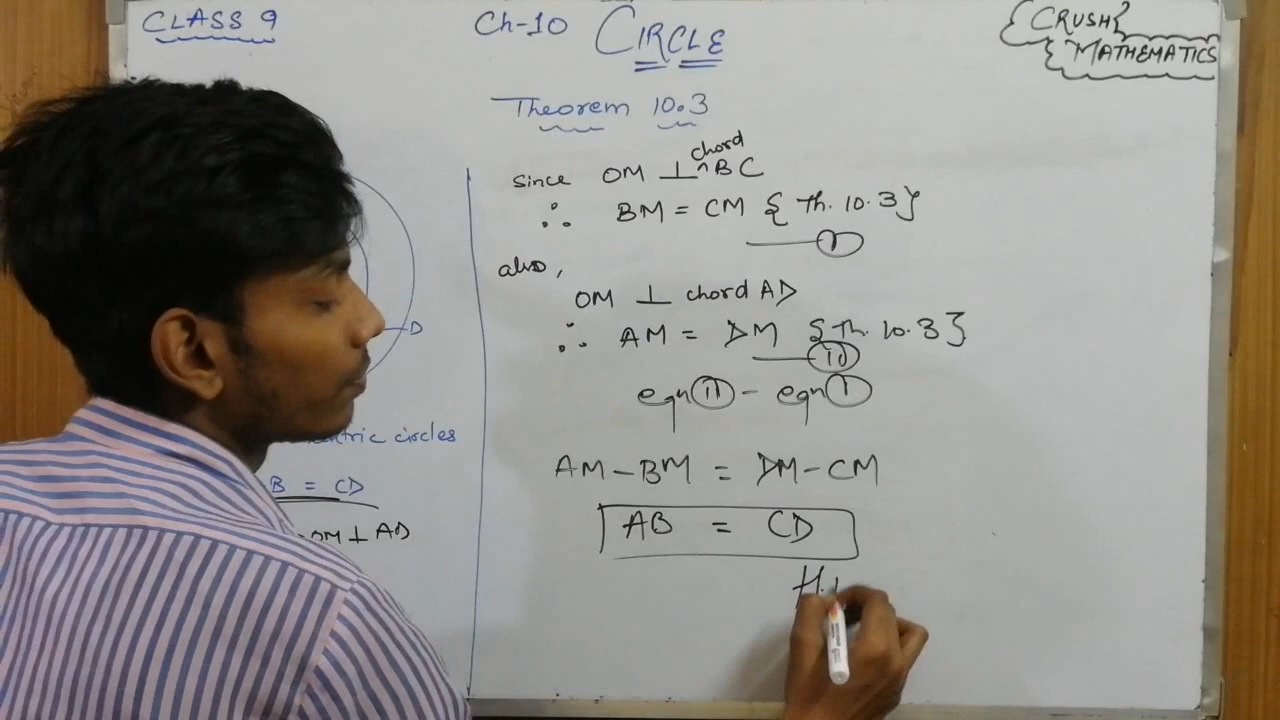 CLASS 9
Ch-10 CIRCLE
{CRUSH}
{MATHEMATICS
Theorem 10.3
since OM ⊥ chord BC
∴ BM = CM { Th. 10.3}
I
also,
OM ⊥ chord AD
∴ AM = DM {Th. 10.3}
II
eqn II - eqn I
AM - BM = DM - CM
AB = CD
H.
D
circles
B = CD
OM ⊥ AD